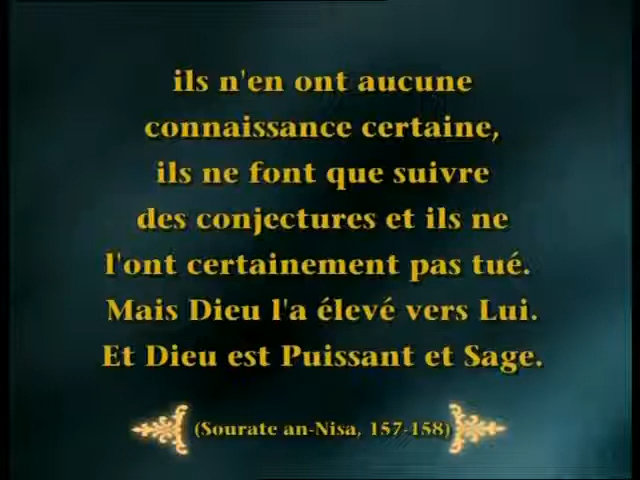 ils n'en ont aucune
connaissance certaine,
ils ne font que suivre
des conjectures et ils ne
l'ont certainement pas tué.
Mais Dieu l'a élevé vers Lui.
Et Dieu est Puissant et Sage.
(Sourate an-Nisa, 157-158)